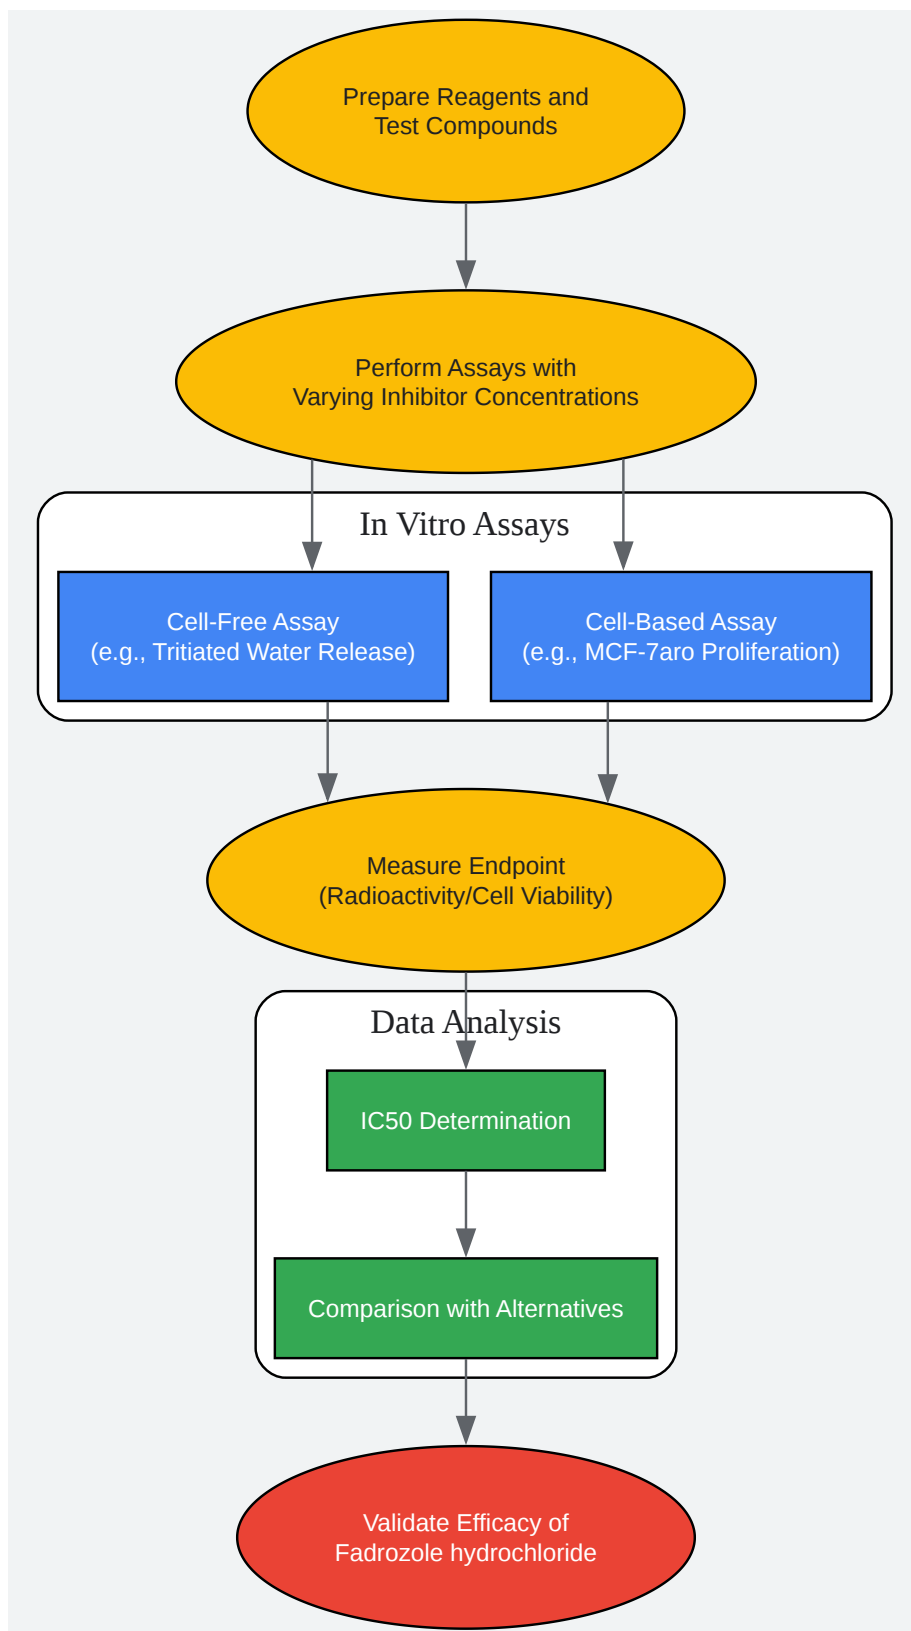 Prepare Reagents and
Test Compounds
Perform Assays with
Varying Inhibitor Concentrations
In Vitro Assays
Cell-Free Assay
(e.g., Tritiated Water Release)
Cell-Based Assay
(e.g., MCF-7aro Proliferation)
Measure Endpoint
(Radioactivity/Cell Viability)
Data Analysis
IC50 Determination
Comparison with Alternatives
Validate Efficacy of
Fadrozole hydrochloride